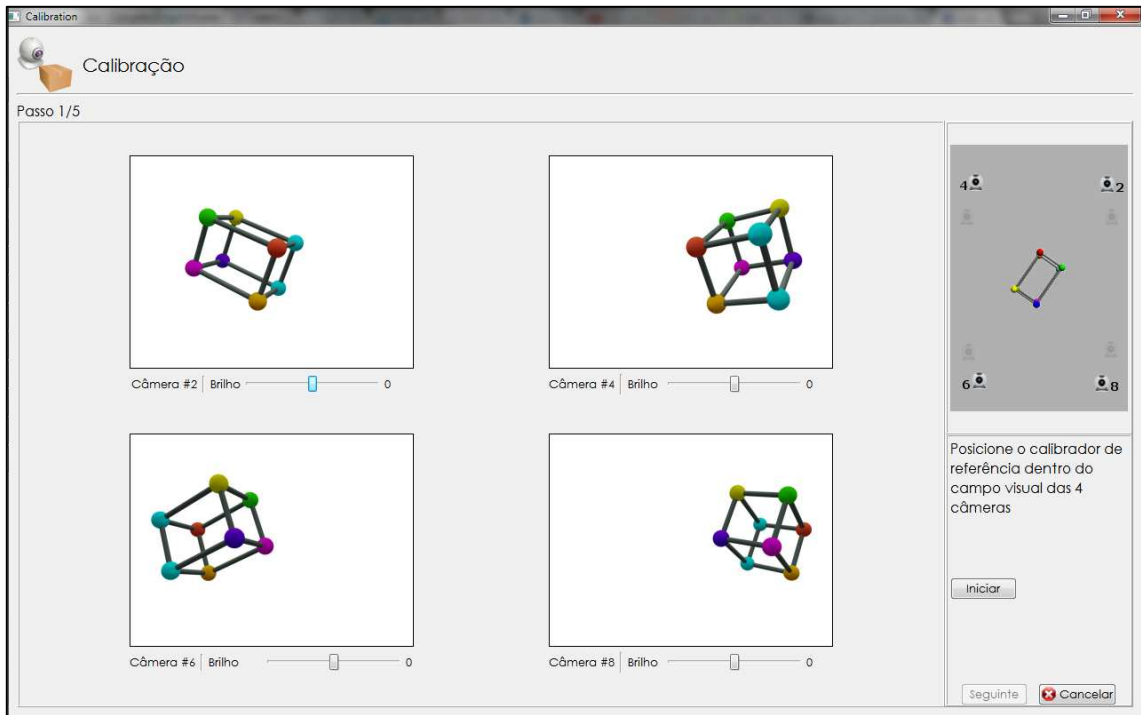 Calibration
Calibração
Passo 1/5
Câmera #2 Brilho 0
Câmera #4 Brilho 0
Câmera #6 Brilho 0
Câmera #8 Brilho 0
4 2
6 8
Posicione o calibrador de
referência dentro do
campo visual das 4
câmeras
Iniciar
Seguinte Cancelar